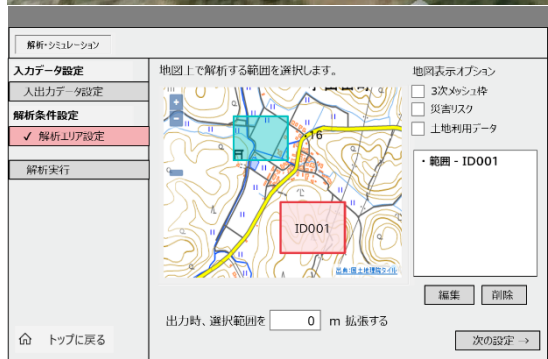 解析・シミュレーション
入力データ設定
入出力データ設定
解析条件設定
✓ 解析エリア設定
解析実行
トップに戻る
地図上で解析する範囲を選択します。
+
-
16
ID001
出典:国土地理院タイル
出力時、選択範囲を 0 m 拡張する
地図表示オプション
3次メッシュ枠
災害リスク
土地利用データ
・範囲 - ID001
編集 削除
次の設定 →